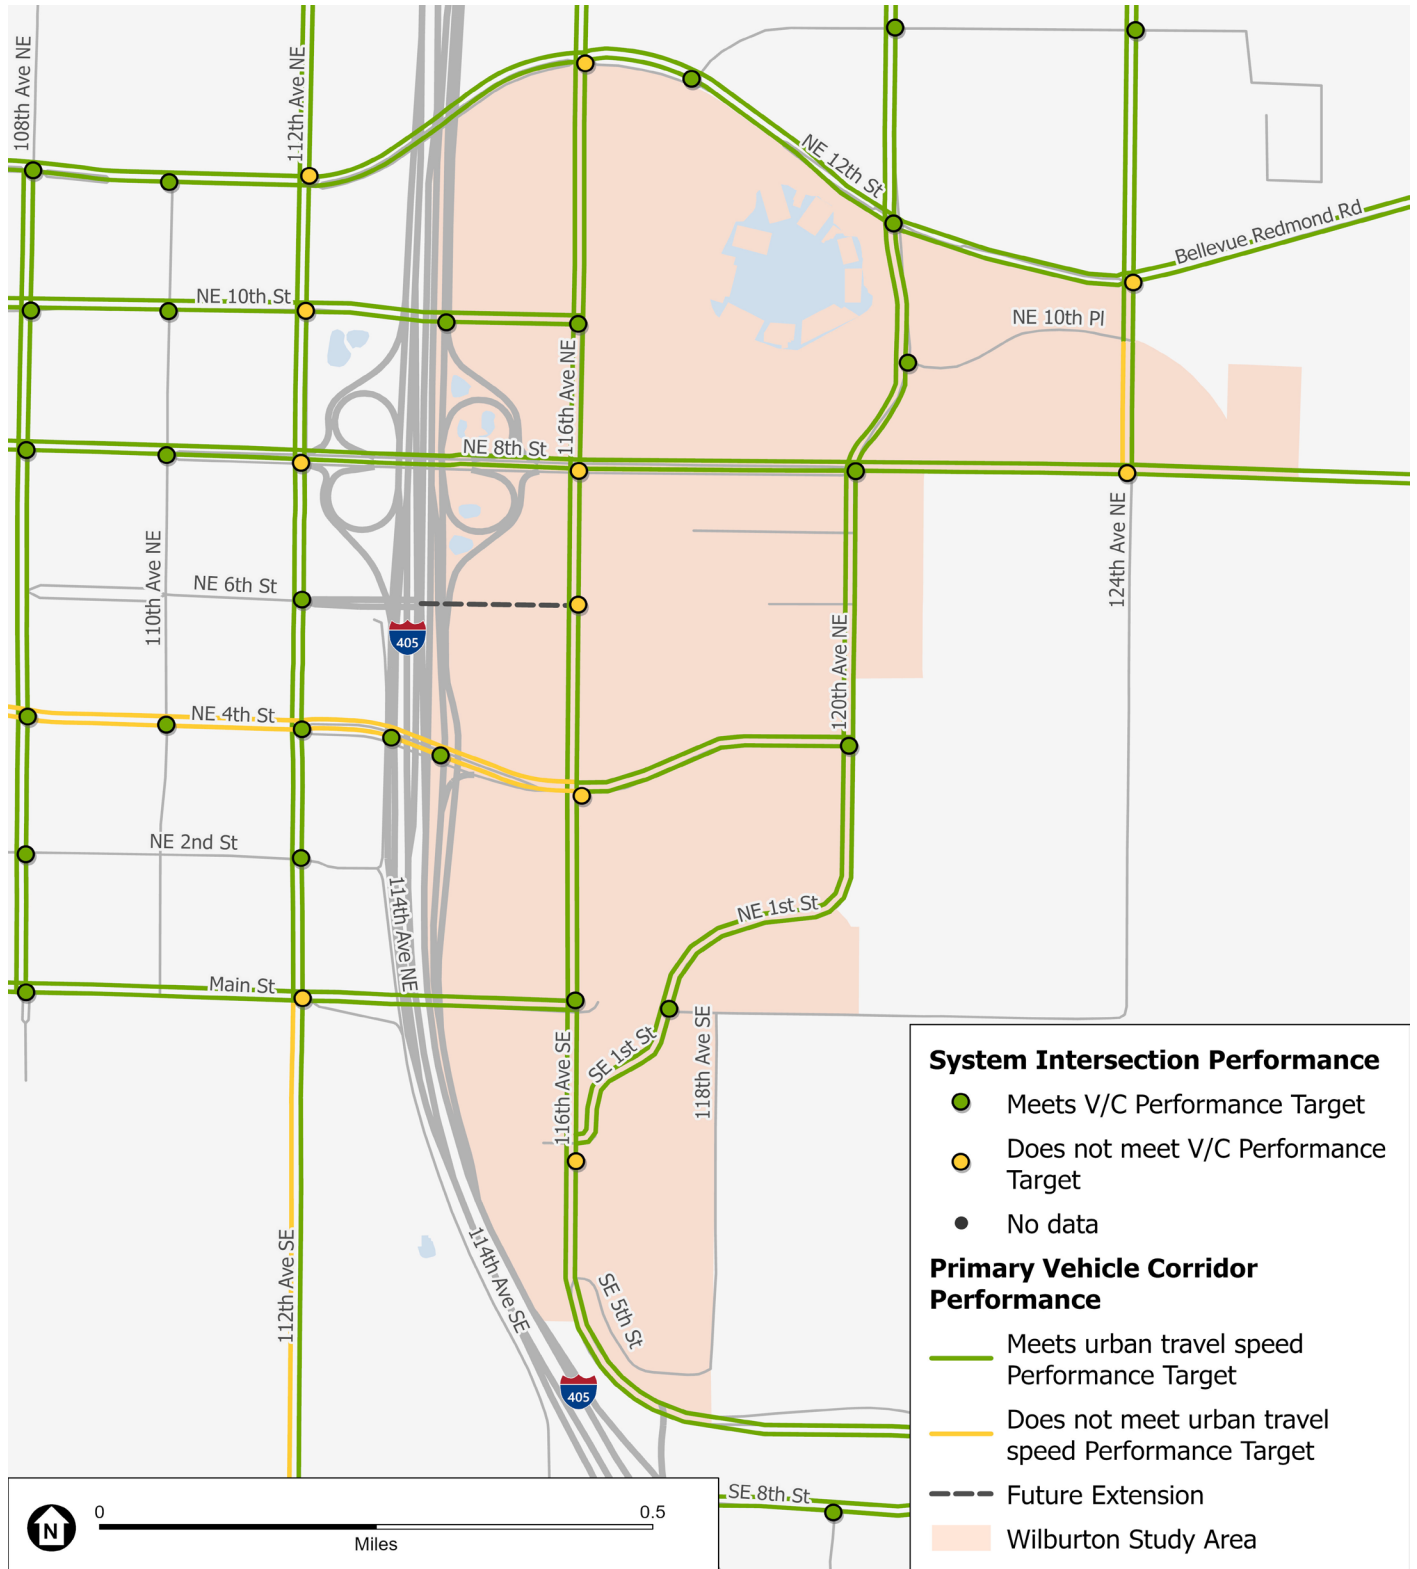 108th Ave NE
112th Ave NE
NE 12th St
Bellevue Redmond Rd
NE 10th St
NE 10th Pl
116th Ave NE
NE 8th St
110th Ave NE
124th Ave NE
NE 6th St
405
120th Ave NE
NE 4th St
NE 2nd St
114th Ave NE
NE 1st St
Main St
SE 1st St
118th Ave SE
116th Ave SE
112th Ave SE
114th Ave SE
SE 5th St
405
SE 8th St
System Intersection Performance
Meets V/C Performance Target
Does not meet V/C Performance
Target
No data
Primary Vehicle Corridor
Performance
Meets urban travel speed
Performance Target
Does not meet urban travel
speed Performance Target
Future Extension
Wilburton Study Area
N
0
0.5
Miles